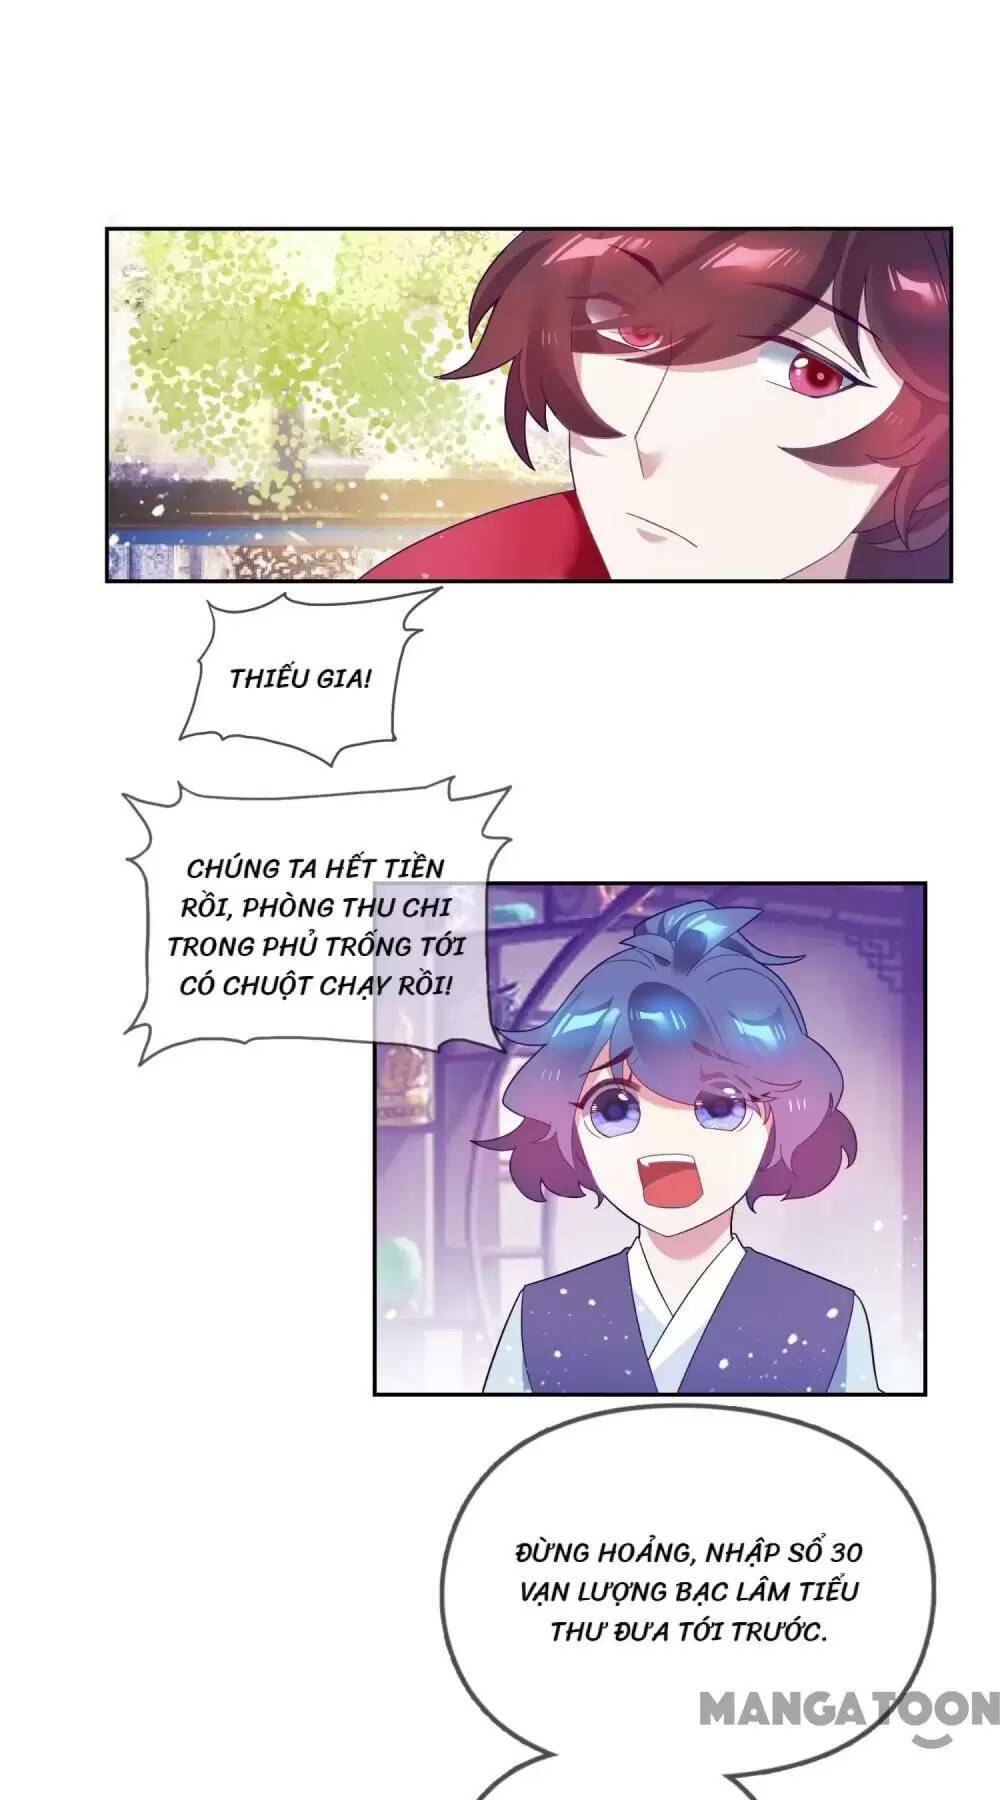 THIẾU GIA!
CHÚNG TA HẾT TIỀN
RỒI, PHÒNG THU CHI
TRONG PHỦ TRỐNG TỚI
CÓ CHUỘT CHẠY RỒI!
ĐỪNG HOẢNG, NHẬP SỔ 30
VẠN LƯỢNG BẠC LÂM TIỂU
THƯ ĐƯA TỚI TRƯỚC.
MANGATOON